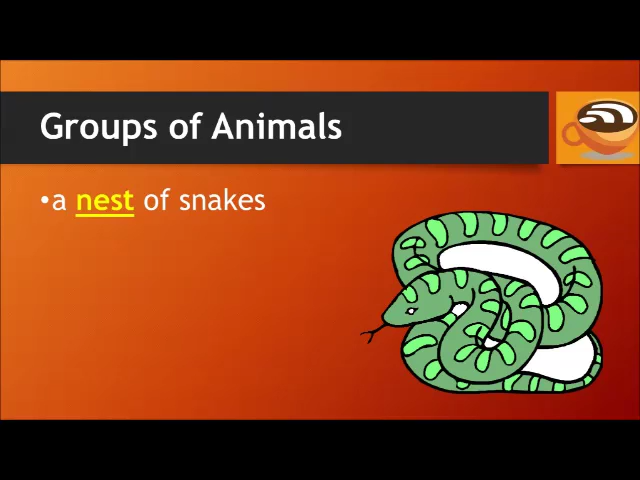 Groups of Animals
•a nest of snakes